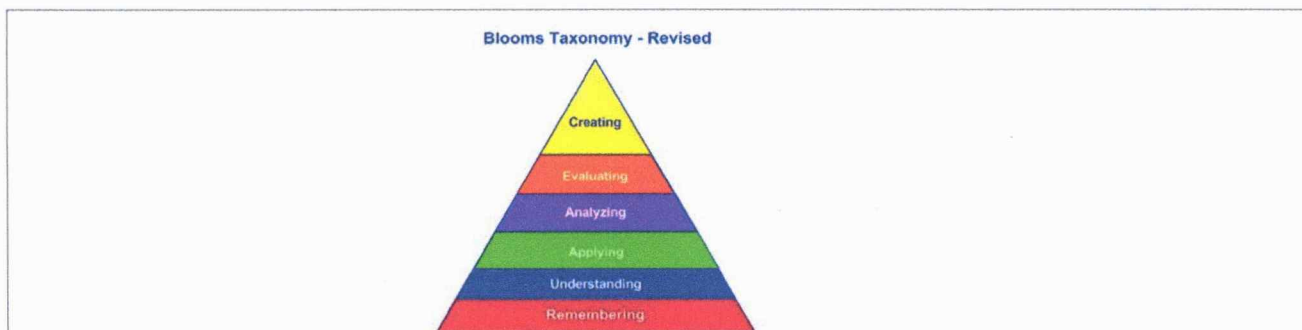 Blooms Taxonomy - Revised
Creating
Evaluating
Analyzing
Applying
Understanding
Remembering